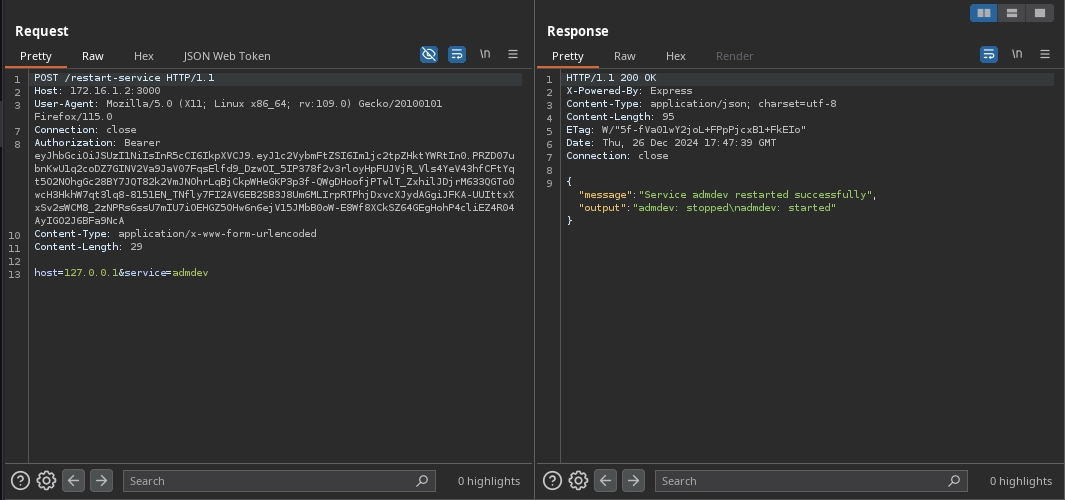 Request
Pretty Raw Hex JSON Web Token \n
1 POST /restart-service HTTP/1.1
2 Host: 172.16.1.2:3000
3 User-Agent: Mozilla/5.0 (X11; Linux x86_64; rv:109.0) Gecko/20100101
Firefox/115.0
7 Connection: close
8 Authorization: Bearer
eyJhbGciOiJSUzI1NiIsInR5cCI6IkpXVCJ9.eyJ1c2VybmFtZSI6Im1jc2tpZHktYWRtIn0.PRZD07u
bnKwU1q2coDZ7GINV2Va9JaV07FqsElfd9_DzwOI_5IP378f2v3rloyHpFUJVjR_Vls4YeV43hfCFtYq
t5O2NOhgGc28BY7JQT82k2VmJNOhrLqBjCkpWHeGKP3p3f-QWgDHoofjPTwlT_ZxhilJDjrM633QGTo0
wcH3HkhW7qt3lq8-8151EN_TNfly7FI2AV6EB2SB3J8Um6MLIrpRTPhjDxvcXJydAGgiJFKA-UUIttxX
xSv2sWCM8_2zNPRs6ssU7mIU7iOEHGZ5OHw6n6ejV15JMbB0oW-E8Wf8XCkSZ64GEgHohP4cliEZ4R04
AyIGO2J6BFa9NcA
10 Content-Type: application/x-www-form-urlencoded
11 Content-Length: 29
12
13 host=127.0.0.1&service=admdev
Search 0 highlights
Response
Pretty Raw Hex Render \n
1 HTTP/1.1 200 OK
2 X-Powered-By: Express
3 Content-Type: application/json; charset=utf-8
4 Content-Length: 95
5 ETag: W/"5f-fVa01wY2joL+FPpPjcxB1+FkEIo"
6 Date: Thu, 26 Dec 2024 17:47:39 GMT
7 Connection: close
8
9 {
"message":"Service admdev restarted successfully",
"output":"admdev: stopped\nadmdev: started"
}
Search 0 highlights